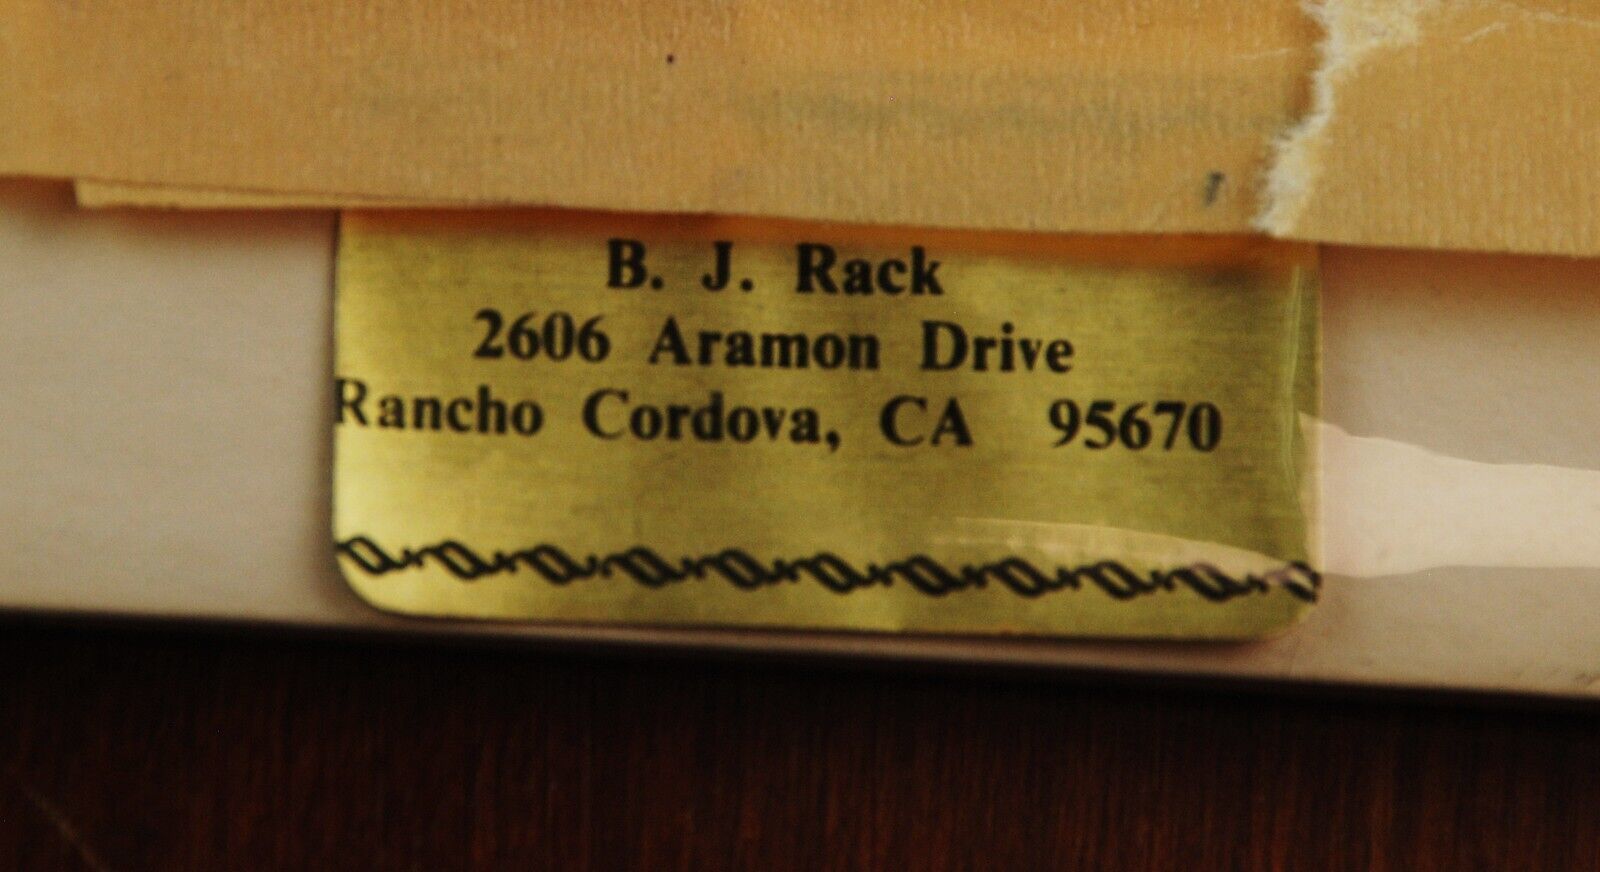 B. J. Rack
2606 Aramon Drive
Rancho Cordova, CA 95670